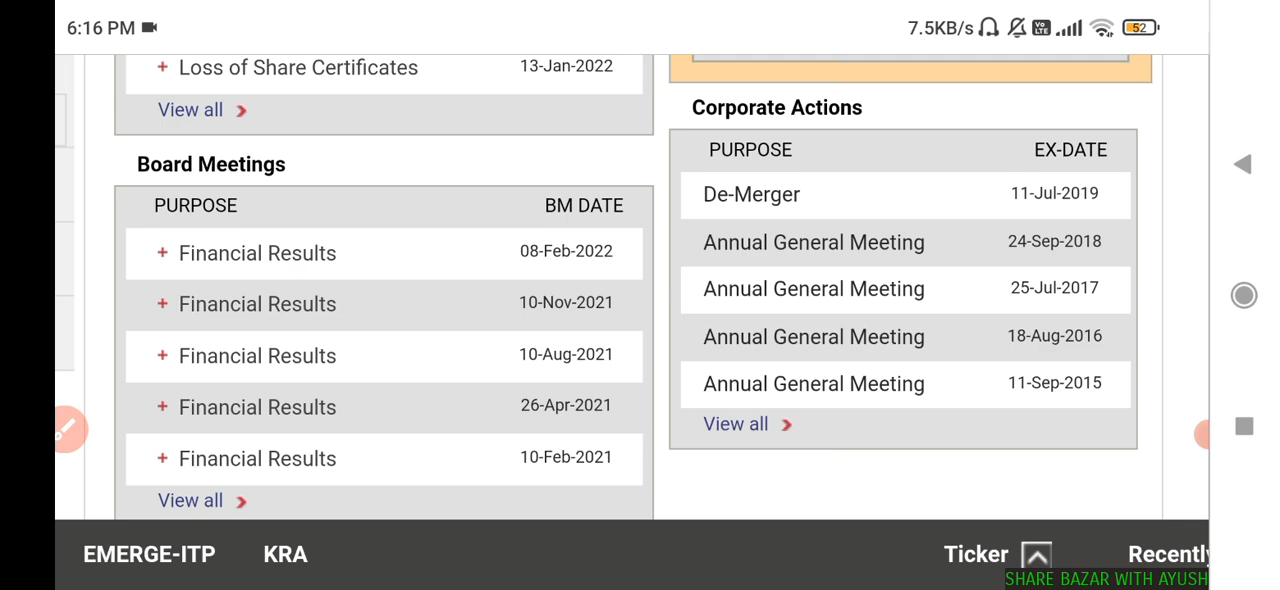 6:16 PM
7.5KB/s
Vo LTE
52
+ Loss of Share Certificates 13-Jan-2022
View all
Board Meetings
PURPOSE BM DATE
+ Financial Results 08-Feb-2022
+ Financial Results 10-Nov-2021
+ Financial Results 10-Aug-2021
+ Financial Results 26-Apr-2021
+ Financial Results 10-Feb-2021
View all
Corporate Actions
PURPOSE EX-DATE
De-Merger 11-Jul-2019
Annual General Meeting 24-Sep-2018
Annual General Meeting 25-Jul-2017
Annual General Meeting 18-Aug-2016
Annual General Meeting 11-Sep-2015
View all
EMERGE-ITP KRA Ticker Recently
SHARE BAZAR WITH AYUSH